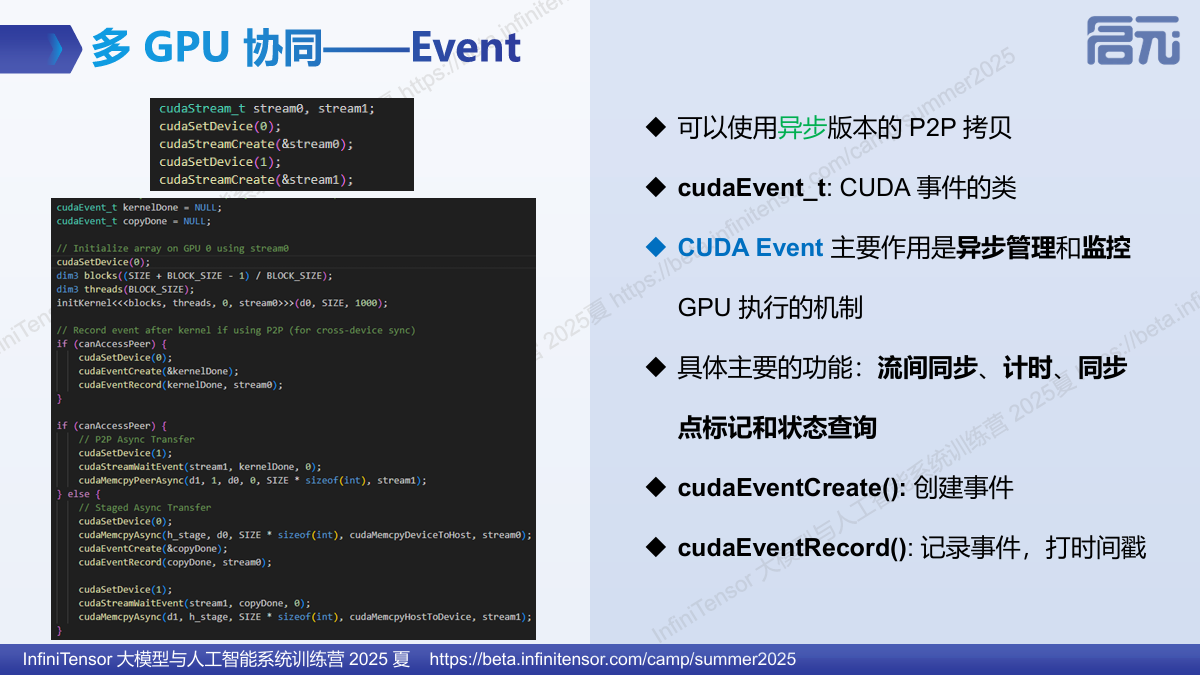 多 GPU 协同——Event
启元
cudaStream_t stream0, stream1;
cudaSetDevice(0);
cudaStreamCreate(&stream0);
cudaSetDevice(1);
cudaStreamCreate(&stream1);
cudaEvent_t kernelDone = NULL;
cudaEvent_t copyDone = NULL;
// Initialize array on GPU 0 using stream0
cudaSetDevice(0);
dim3 blocks((SIZE + BLOCK_SIZE - 1) / BLOCK_SIZE);
dim3 threads(BLOCK_SIZE);
initKernel<<<blocks, threads, 0, stream0>>>(d0, SIZE, 1000);
// Record event after kernel if using P2P (for cross-device sync)
if (canAccessPeer) {
cudaSetDevice(0);
cudaEventCreate(&kernelDone);
cudaEventRecord(kernelDone, stream0);
}
if (canAccessPeer) {
// P2P Async Transfer
cudaSetDevice(1);
cudaStreamWaitEvent(stream1, kernelDone, 0);
cudaMemcpyPeerAsync(d1, 1, d0, 0, SIZE * sizeof(int), stream1);
} else {
// Staged Async Transfer
cudaSetDevice(0);
cudaMemcpyAsync(h_stage, d0, SIZE * sizeof(int), cudaMemcpyDeviceToHost, stream0);
cudaEventCreate(&copyDone);
cudaEventRecord(copyDone, stream0);
cudaSetDevice(1);
cudaStreamWaitEvent(stream1, copyDone, 0);
cudaMemcpyAsync(d1, h_stage, SIZE * sizeof(int), cudaMemcpyHostToDevice, stream1);
}
◆ 可以使用异步版本的 P2P 拷贝
◆ cudaEvent_t: CUDA 事件的类
◆ CUDA Event 主要作用是异步管理和监控
GPU 执行的机制
◆ 具体主要的功能：流间同步、计时、同步
点标记和状态查询
◆ cudaEventCreate(): 创建事件
◆ cudaEventRecord(): 记录事件，打时间戳
InfiniTensor 大模型与人工智能系统训练营 2025 夏 https://beta.infinitensor.com/camp/summer2025